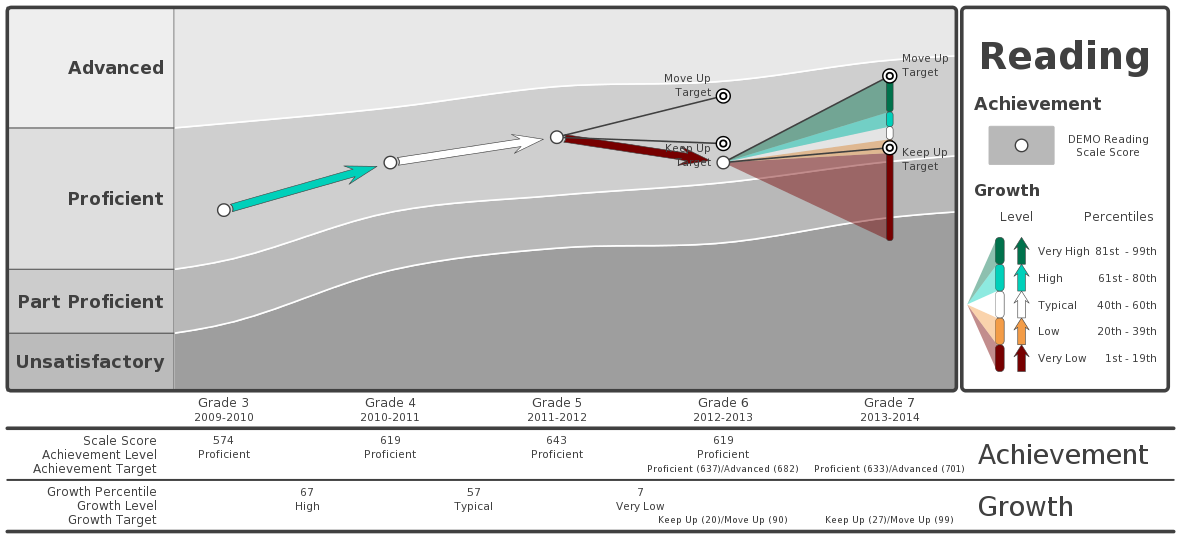 Advanced
Proficient
Part Proficient
Unsatisfactory
Move Up
Target
Keep Up
Target
Move Up
Target
Keep Up
Target
Reading
Achievement
DEMO Reading
Scale Score
Growth
Level Percentiles
Very High 81st - 99th
High 61st - 80th
Typical 40th - 60th
Low 20th - 39th
Very Low 1st - 19th
Grade 3 Grade 4 Grade 5 Grade 6 Grade 7
2009-2010 2010-2011 2011-2012 2012-2013 2013-2014
Scale Score 574 619 643 619
Achievement Level Proficient Proficient Proficient Proficient
Achievement Target Proficient (637)/Advanced (682) Proficient (633)/Advanced (701)
Achievement
Growth Percentile 67 57 7
Growth Level High Typical Very Low
Growth Target Keep Up (20)/Move Up (90) Keep Up (27)/Move Up (99)
Growth